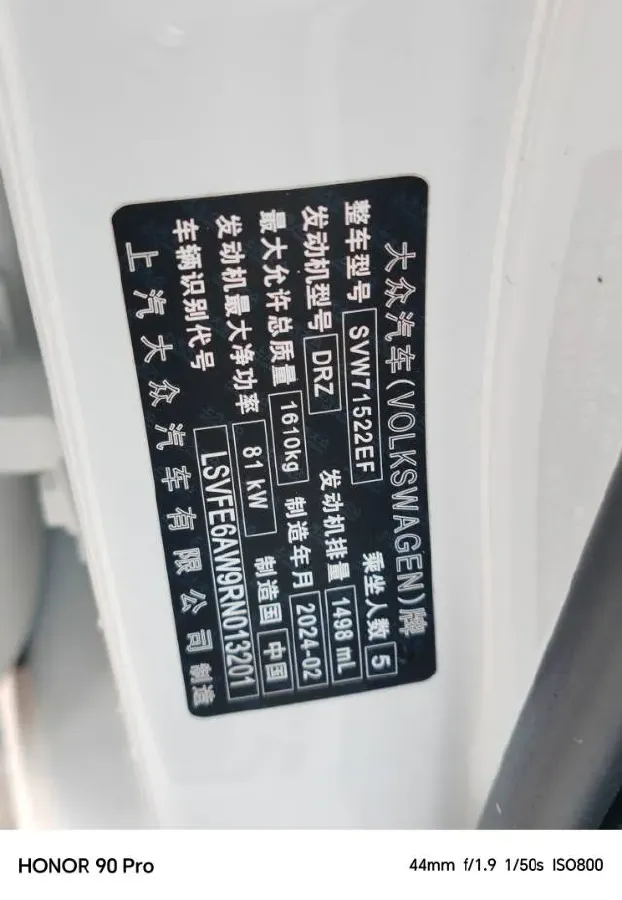 大众汽车(VOLKSWAGEN)牌
整车型号 SVW71522EF 乘坐人数 5
发动机型号 DRZ 发动机排量 1498 mL
最大允许总质量 1610kg 制造年月 2024-02
发动机最大净功率 81 kW 制造国 中国
车辆识别代号 LSVFE6AW9RN013201
上汽大众汽车有限公司 制造
HONOR 90 Pro
44mm f/1.9 1/50s ISO800